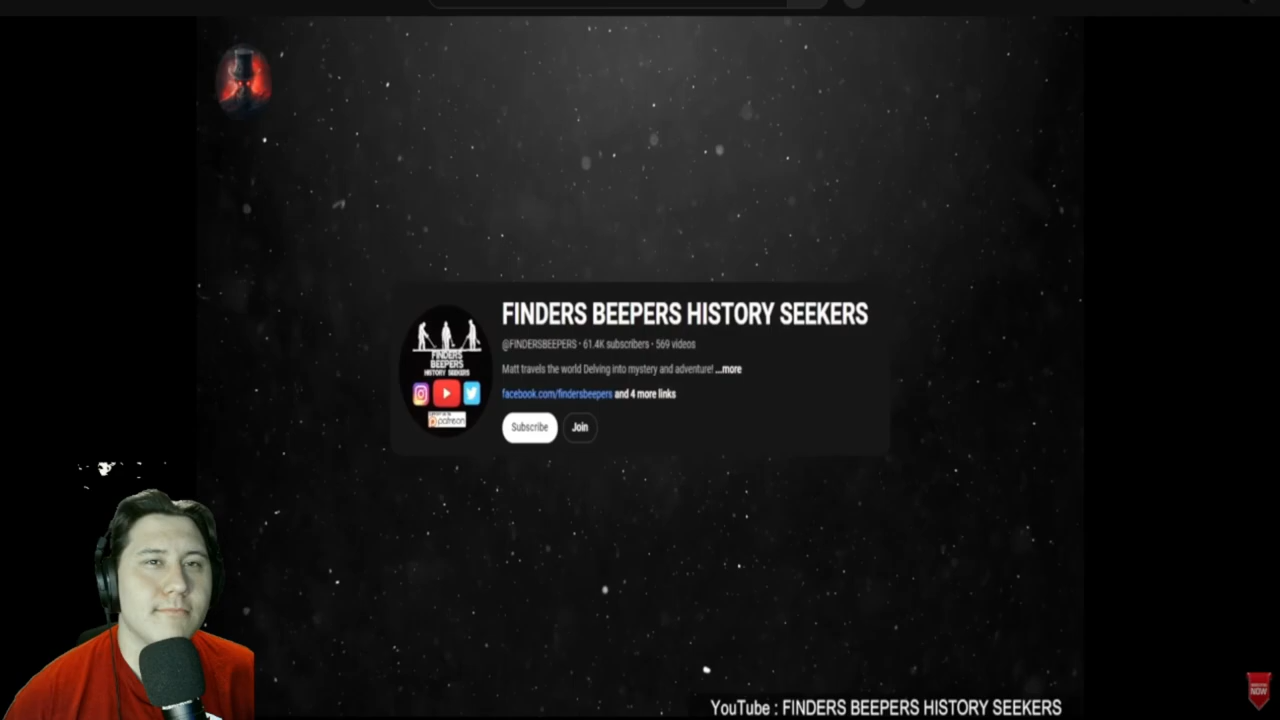 FINDERS BEEPERS HISTORY SEEKERS
@FINDERSBEEPERS · 61.4K subscribers · 569 videos
Matt travels the world Delving into mystery and adventure! ...more
facebook.com/findersbeepers and 4 more links
Subscribe
Join
FINDERS
BEEPERS
HISTORY SEEKERS
patreon
YouTube : FINDERS BEEPERS HISTORY SEEKERS
NOW